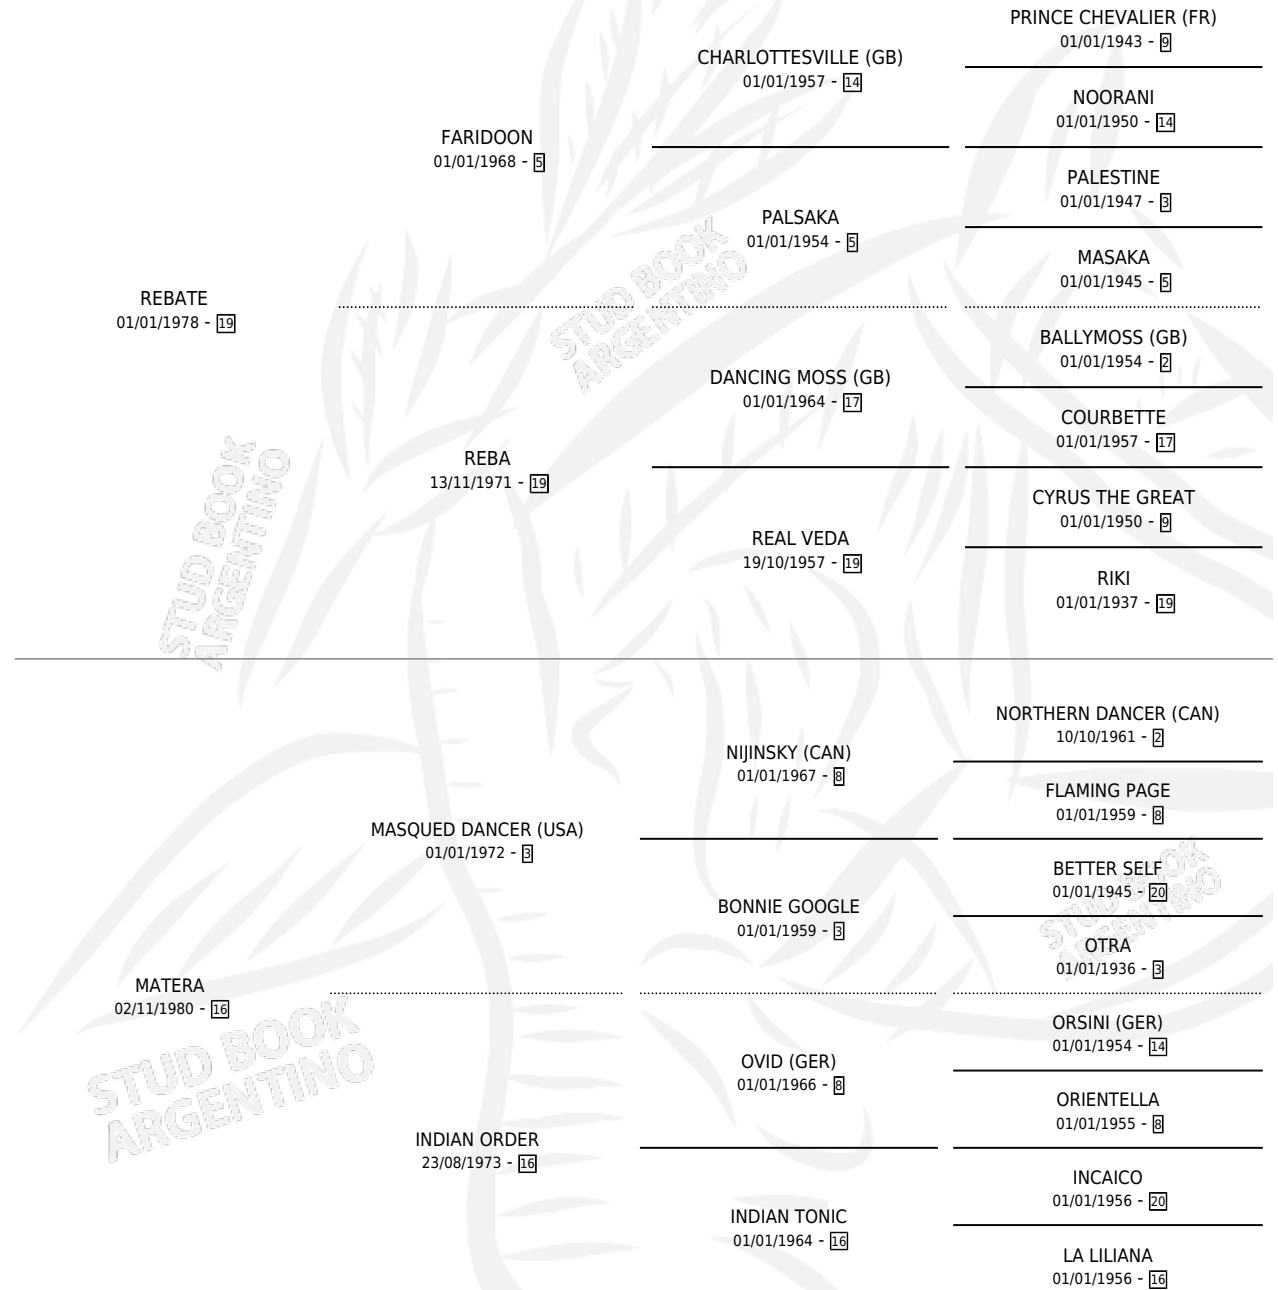 PRINCE CHEVALIER (FR)
01/01/1943 - 9
CHARLOTTESVILLE (GB)
01/01/1957 - 14
NOORANI
01/01/1950 - 14
FARIDOON
01/01/1968 - 5
PALESTINE
01/01/1947 - 3
PALSAKA
01/01/1954 - 5
MASAKA
01/01/1945 - 5
REBATE
01/01/1978 - 19
STUD BOOK
ARGENTINO
BALLYMOSS (GB)
01/01/1954 - 2
DANCING MOSS (GB)
01/01/1964 - 17
COURBETTE
01/01/1957 - 17
REBA
13/11/1971 - 19
STUD BOOK
ARGENTINO
CYRUS THE GREAT
01/01/1950 - 9
REAL VEDA
19/10/1957 - 19
RIKI
01/01/1937 - 19
NORTHERN DANCER (CAN)
10/10/1961 - 2
NIJINSKY (CAN)
01/01/1967 - 8
FLAMING PAGE
01/01/1959 - 8
MASQUED DANCER (USA)
01/01/1972 - 3
BETTER SELF
01/01/1945 - 20
STUD BOOK
ARGENTINO
BONNIE GOOGLE
01/01/1959 - 3
OTRA
01/01/1936 - 3
MATERA
02/11/1980 - 16
STUD BOOK
ARGENTINO
ORSINI (GER)
01/01/1954 - 14
OVID (GER)
01/01/1966 - 8
ORIENTELLA
01/01/1955 - 8
INDIAN ORDER
23/08/1973 - 16
INCAICO
01/01/1956 - 20
INDIAN TONIC
01/01/1964 - 16
LA LILIANA
01/01/1956 - 16